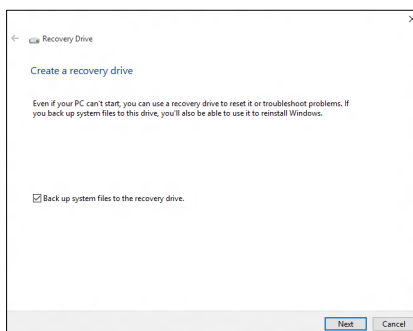 Recovery Drive
Create a recovery drive
Even if your PC can't start, you can use a recovery drive to reset it or troubleshoot problems. If
you back up system files to this drive, you'll also be able to use it to reinstall Windows.
Back up system files to the recovery drive.
Next Cancel